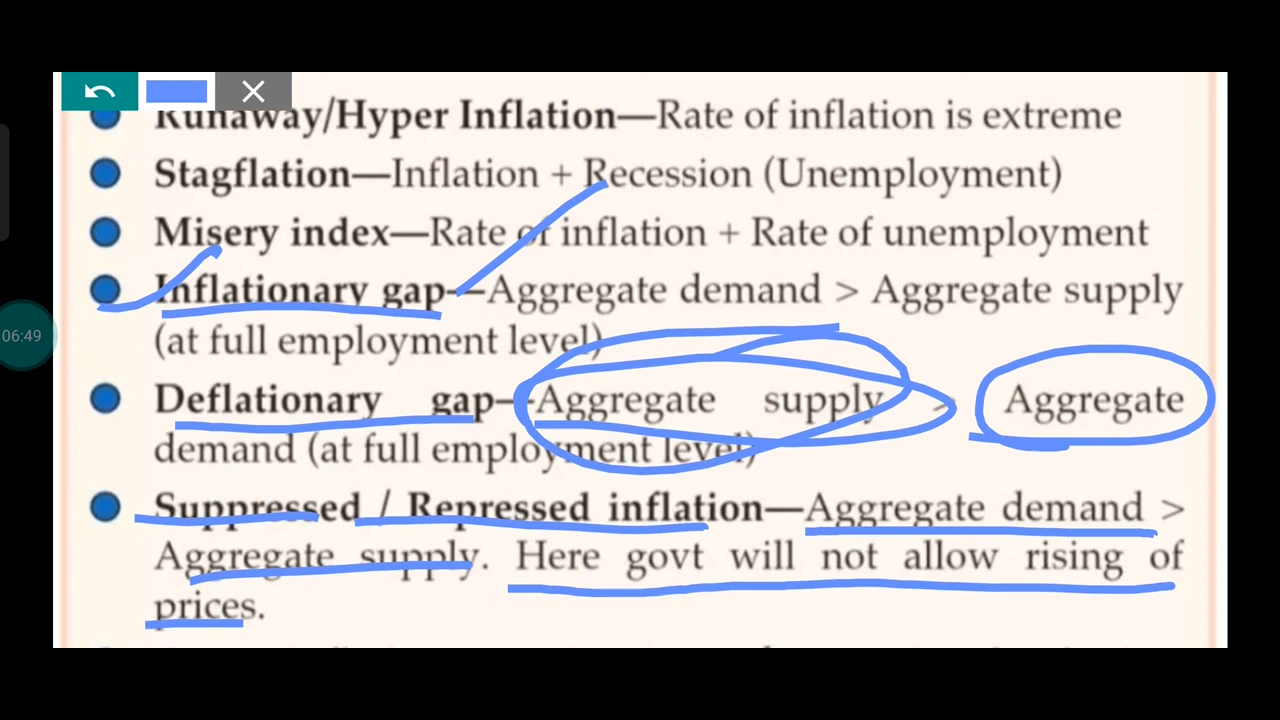 Runaway/Hyper Inflation—Rate of inflation is extreme
Stagflation—Inflation + Recession (Unemployment)
Misery index—Rate of inflation + Rate of unemployment
Inflationary gap—Aggregate demand > Aggregate supply
(at full employment level)
06:49
Deflationary gap—Aggregate supply > Aggregate
demand (at full employment level)
Suppressed / Repressed inflation—Aggregate demand >
Aggregate supply. Here govt will not allow rising of
prices.